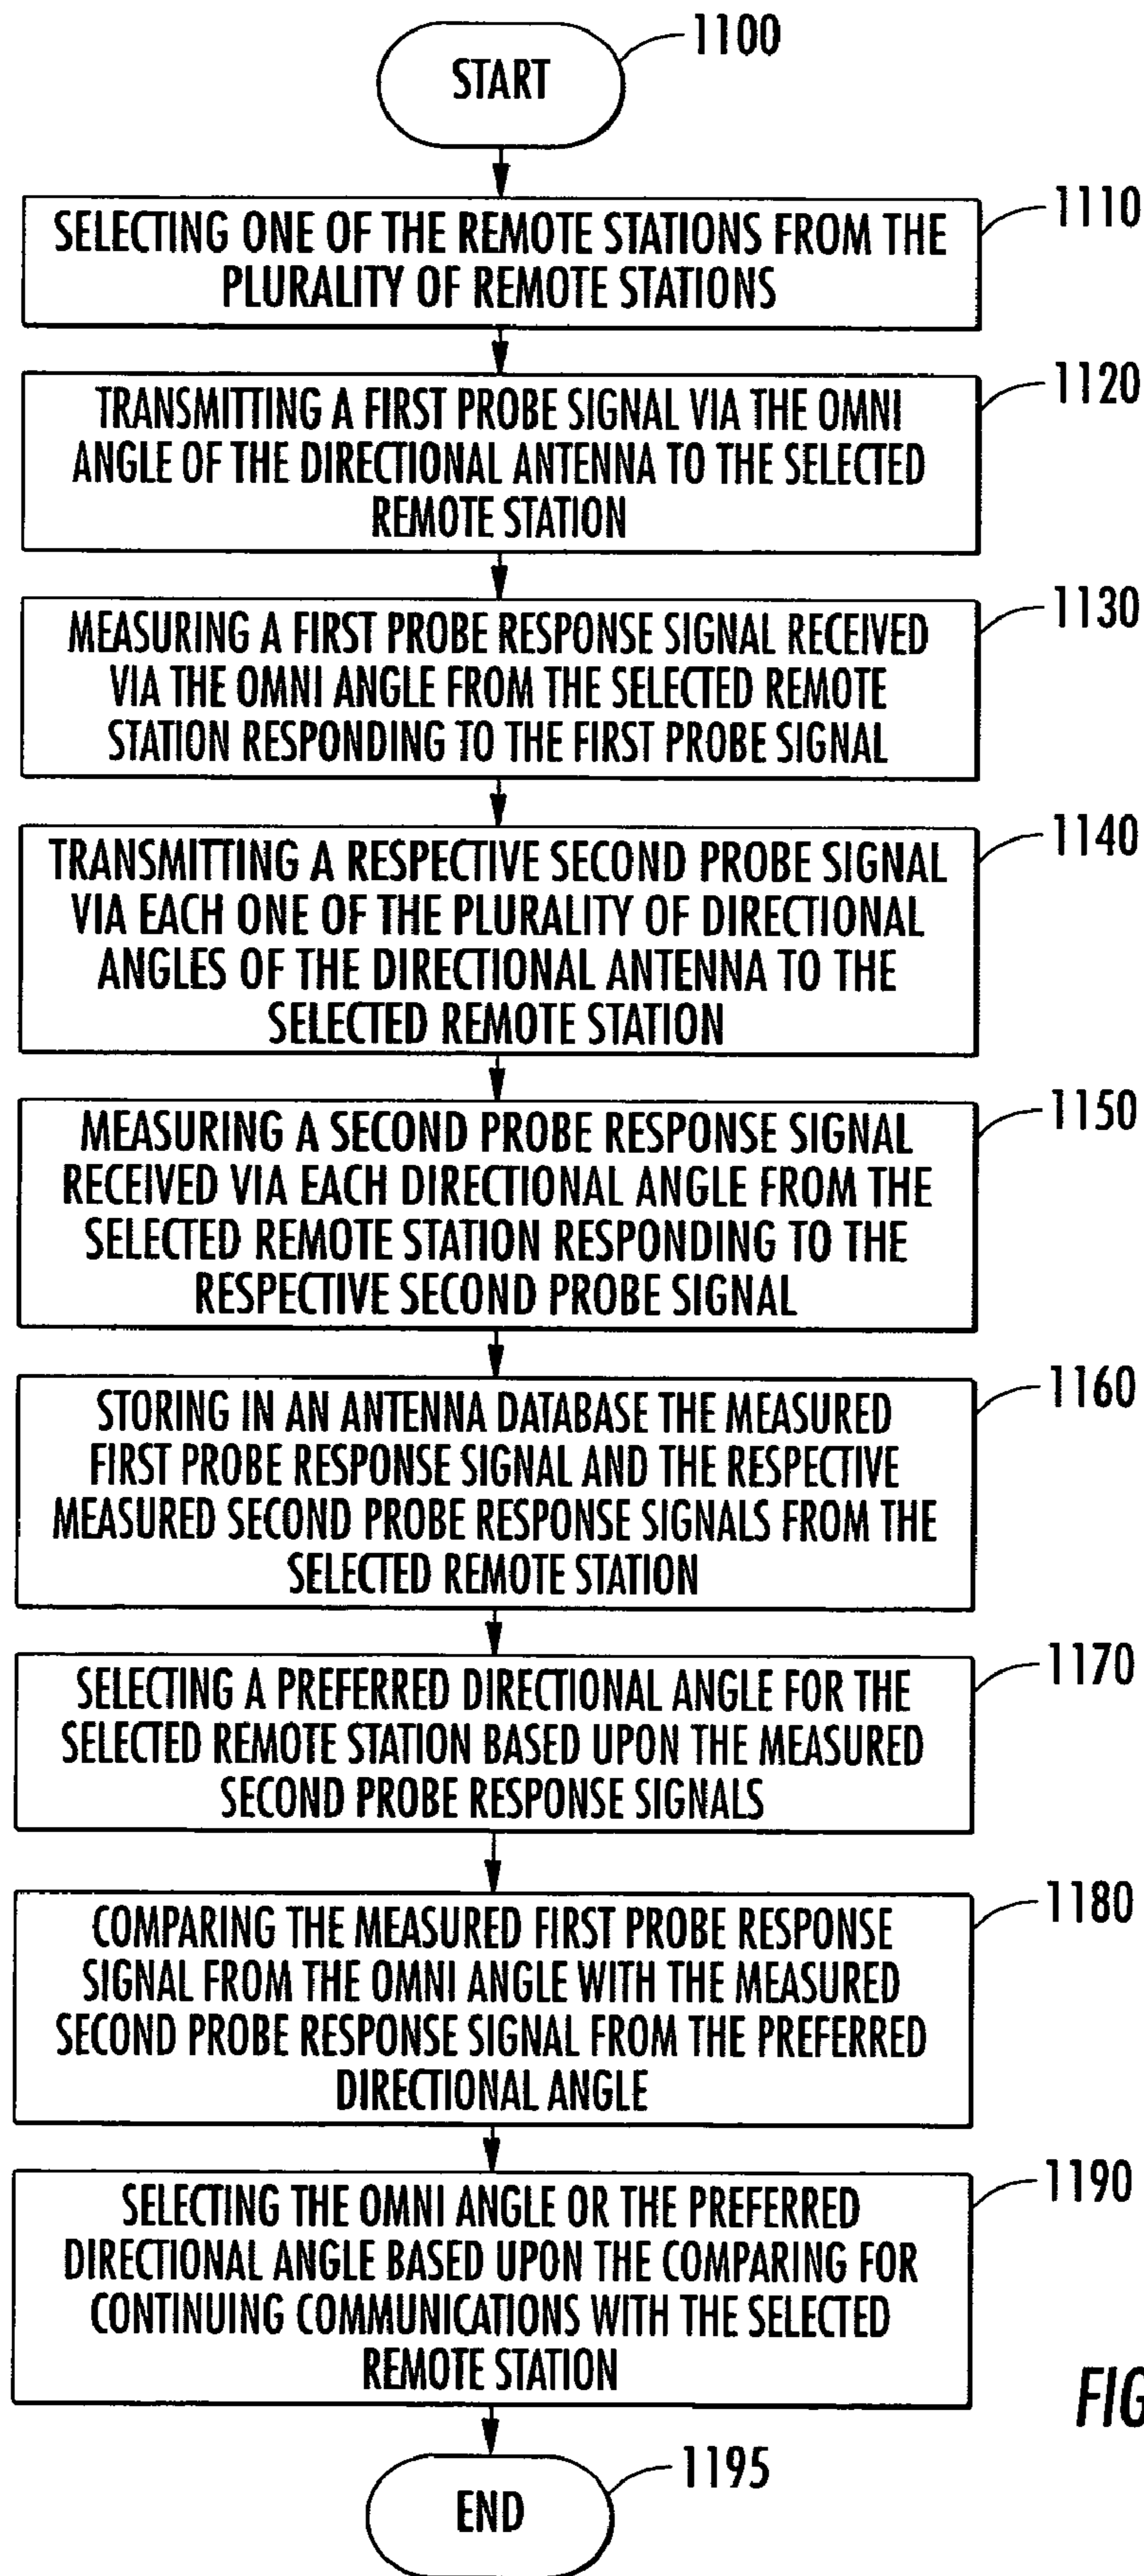 START
1100
SELECTING ONE OF THE REMOTE STATIONS FROM THE
PLURALITY OF REMOTE STATIONS
1110
TRANSMITTING A FIRST PROBE SIGNAL VIA THE OMNI
ANGLE OF THE DIRECTIONAL ANTENNA TO THE SELECTED
REMOTE STATION
1120
MEASURING A FIRST PROBE RESPONSE SIGNAL RECEIVED
VIA THE OMNI ANGLE FROM THE SELECTED REMOTE
STATION RESPONDING TO THE FIRST PROBE SIGNAL
1130
TRANSMITTING A RESPECTIVE SECOND PROBE SIGNAL
VIA EACH ONE OF THE PLURALITY OF DIRECTIONAL
ANGLES OF THE DIRECTIONAL ANTENNA TO THE
SELECTED REMOTE STATION
1140
MEASURING A SECOND PROBE RESPONSE SIGNAL
RECEIVED VIA EACH DIRECTIONAL ANGLE FROM THE
SELECTED REMOTE STATION RESPONDING TO THE
RESPECTIVE SECOND PROBE SIGNAL
1150
STORING IN AN ANTENNA DATABASE THE MEASURED
FIRST PROBE RESPONSE SIGNAL AND THE RESPECTIVE
MEASURED SECOND PROBE RESPONSE SIGNALS FROM THE
SELECTED REMOTE STATION
1160
SELECTING A PREFERRED DIRECTIONAL ANGLE FOR THE
SELECTED REMOTE STATION BASED UPON THE MEASURED
SECOND PROBE RESPONSE SIGNALS
1170
COMPARING THE MEASURED FIRST PROBE RESPONSE
SIGNAL FROM THE OMNI ANGLE WITH THE MEASURED
SECOND PROBE RESPONSE SIGNAL FROM THE PREFERRED
DIRECTIONAL ANGLE
1180
SELECTING THE OMNI ANGLE OR THE PREFERRED
DIRECTIONAL ANGLE BASED UPON THE COMPARING FOR
CONTINUING COMMUNICATIONS WITH THE SELECTED
REMOTE STATION
1190
FIG
END
1195